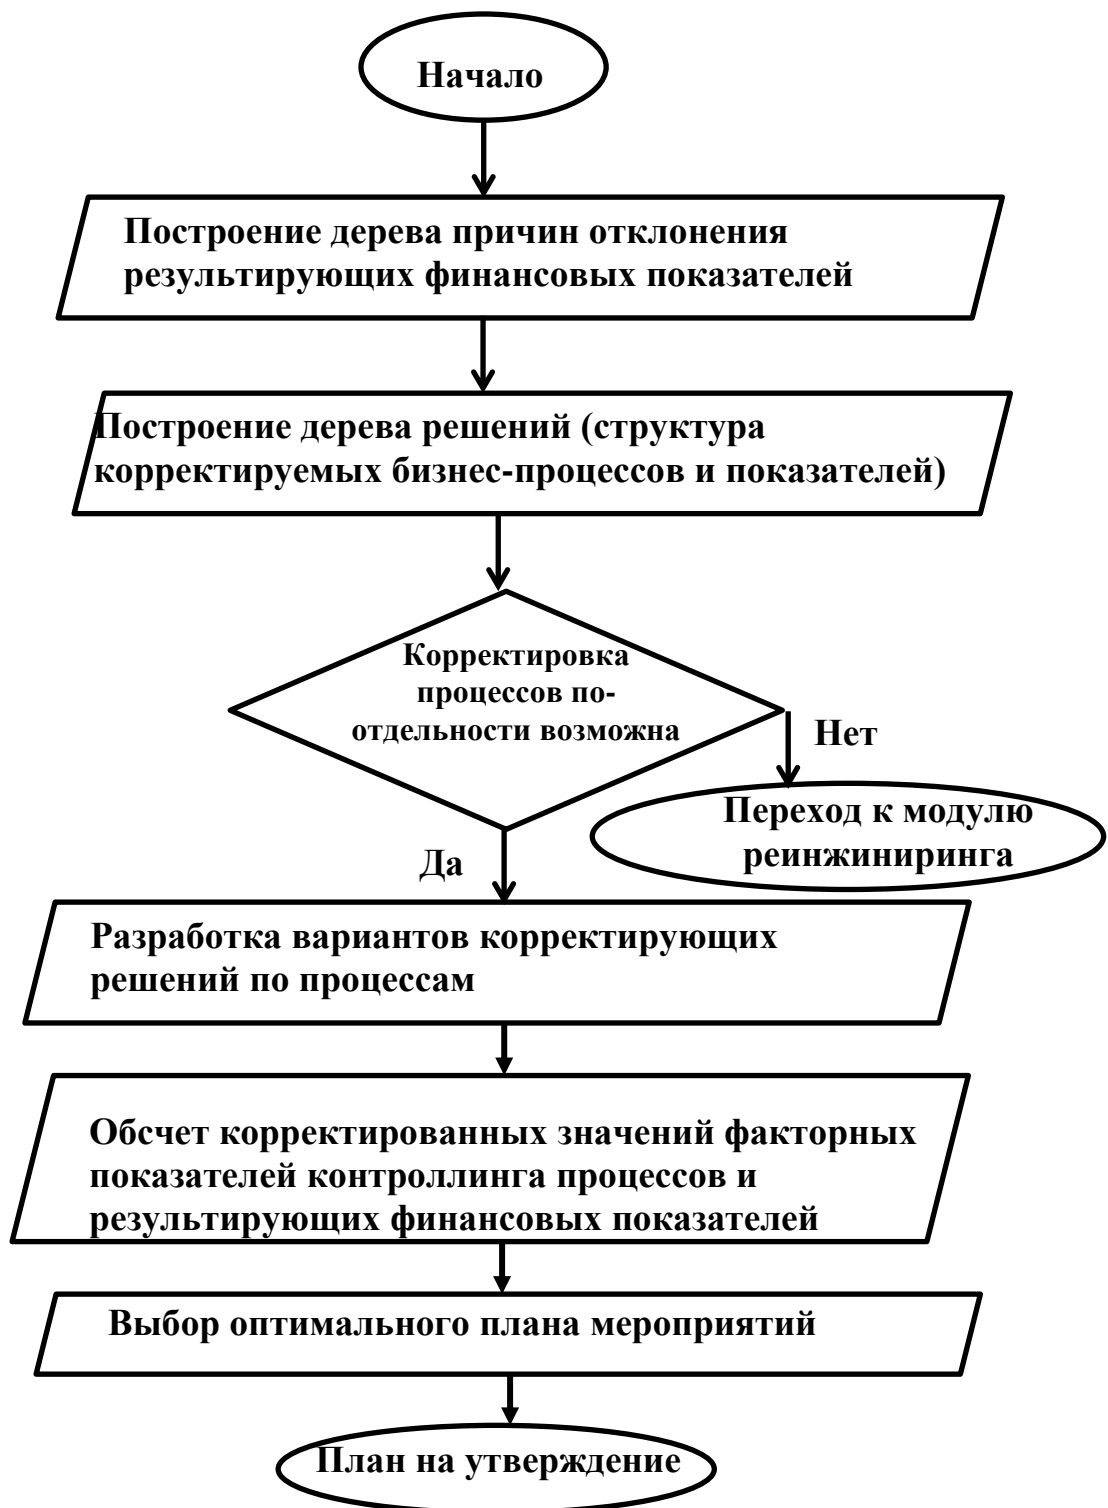 Начало
Построение дерева причин отклонения
результирующих финансовых показателей
Построение дерева решений (структура
корректируемых бизнес-процессов и показателей)
Корректировка
процессов по-
отдельности возможна
Нет
Переход к модулю
реинжиниринга
Да
Разработка вариантов корректирующих
решений по процессам
Обсчет корректированных значений факторных
показателей контроллинга процессов и
результирующих финансовых показателей
Выбор оптимального плана мероприятий
План на утверждение